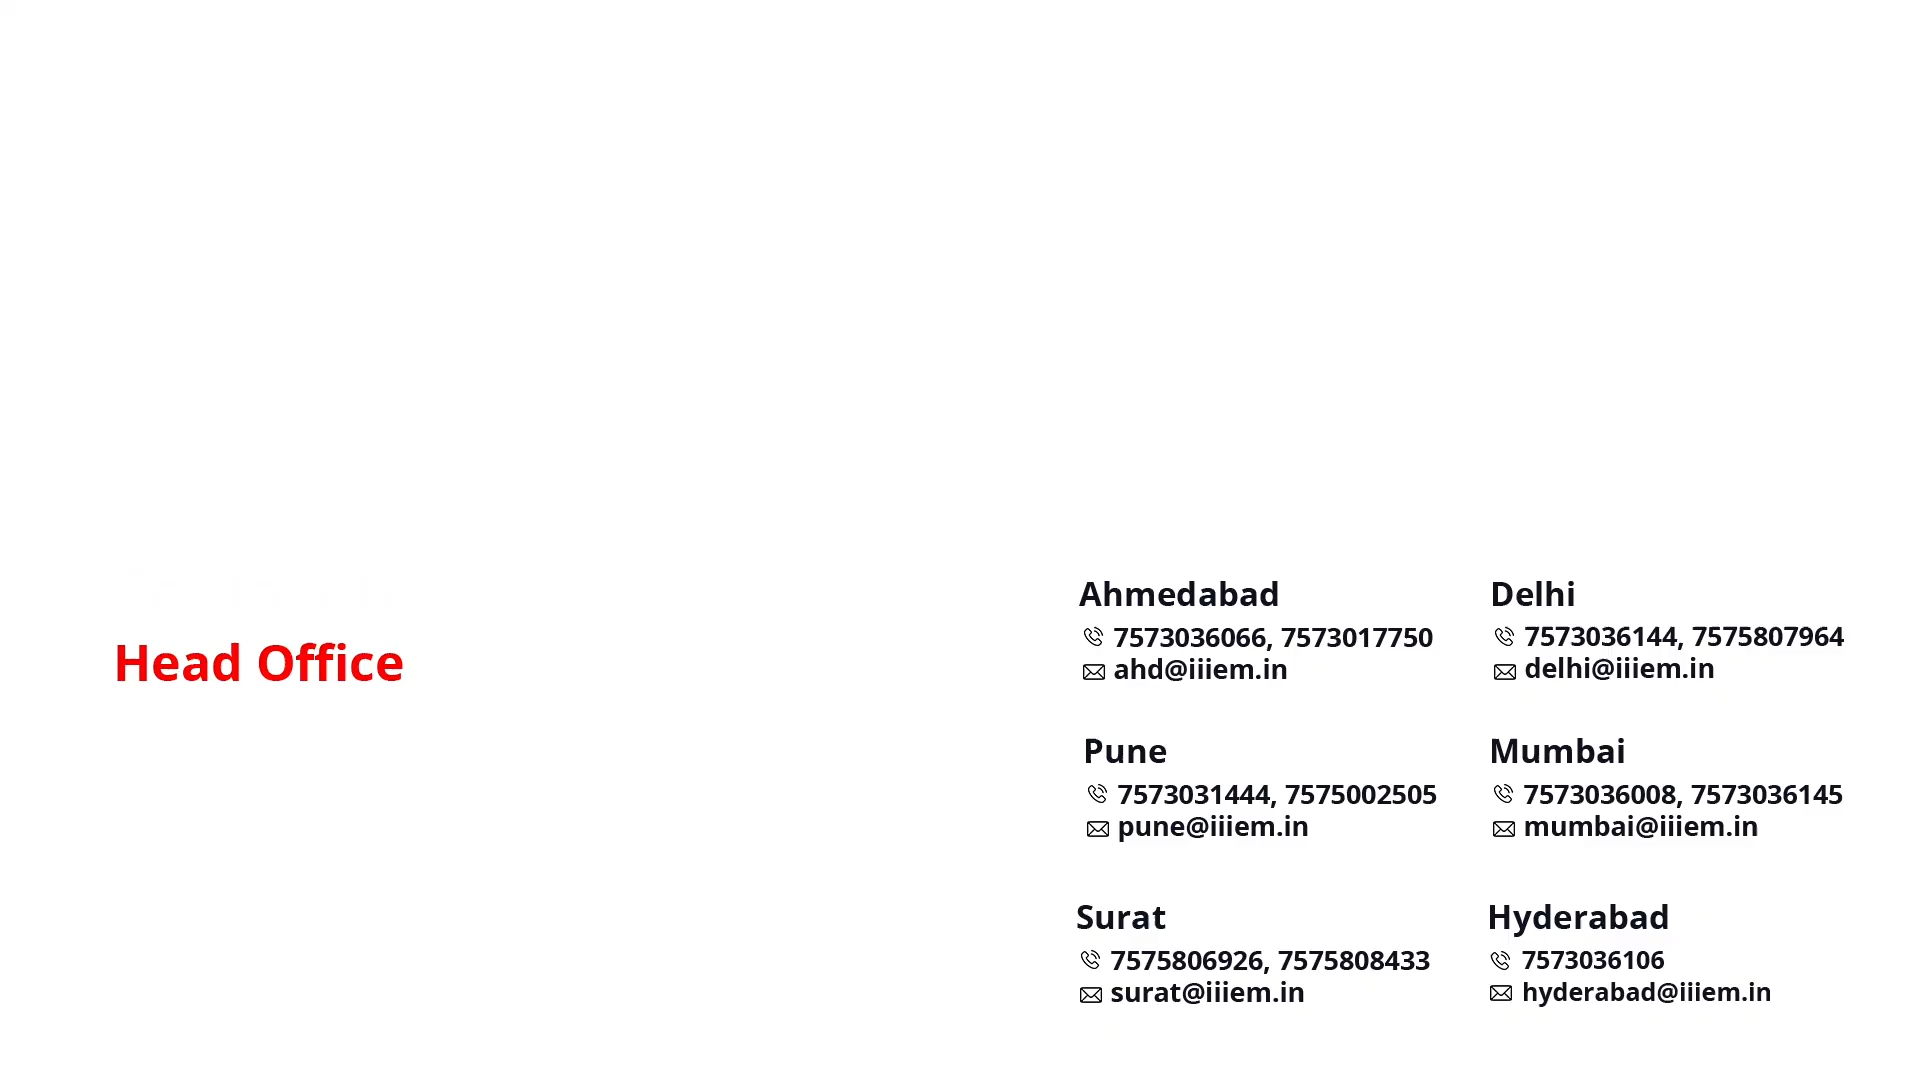 Head Office
Ahmedabad
7573036066, 7573017750
ahd@iiiem.in
Delhi
7573036144, 7575807964
delhi@iiiem.in
Pune
7573031444, 7575002505
pune@iiiem.in
Mumbai
7573036008, 7573036145
mumbai@iiiem.in
Surat
7575806926, 7575808433
surat@iiiem.in
Hyderabad
7573036106
hyderabad@iiiem.in